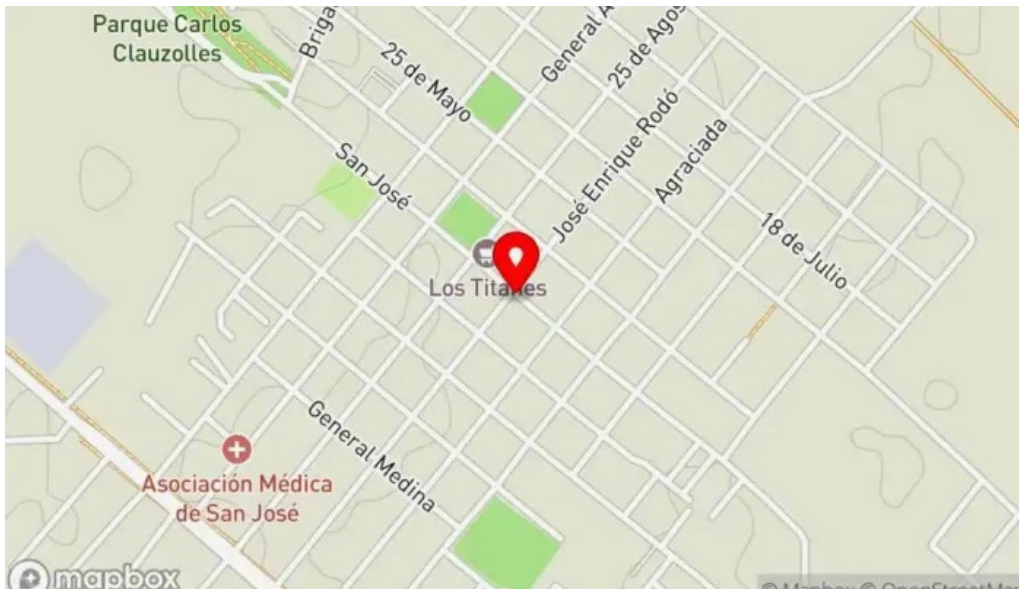 Parque Carlos
Clauzolles
Briga
25 de Mayo
General A
25 de Agos
José Enrique Rodó
Agraciada
San José
18 de Julio
Los Titanes
General Medina
Asociación Médica
de San José
mapbox
© Mapbox © OpenStreetMap